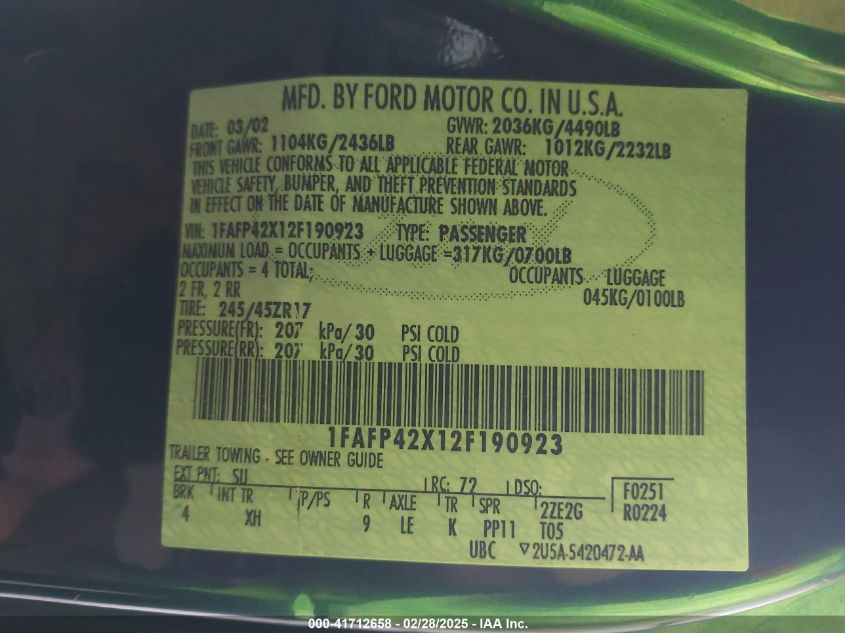 MFD. BY FORD MOTOR CO. IN U.S.A.
DATE: 03/02 GVWR: 2036KG/4490LB
FRONT GAWR: 1104KG/2436LB REAR GAWR: 1012KG/2232LB
THIS VEHICLE CONFORMS TO ALL APPLICABLE FEDERAL MOTOR
VEHICLE SAFETY, BUMPER, AND THEFT PREVENTION STANDARDS
IN EFFECT ON THE DATE OF MANUFACTURE SHOWN ABOVE.
VIN: 1FAFP42X12F190923 TYPE: PASSENGER
MAXIMUM LOAD = OCCUPANTS + LUGGAGE =317KG/0700LB
OCCUPANTS = 4 TOTAL; OCCUPANTS LUGGAGE
2 FR, 2 RR 045KG/0100LB
TIRE: 245/45ZR17
PRESSURE(FR): 207 kPa/30 PSI COLD
PRESSURE(RR): 207 kPa/30 PSI COLD
1FAFP42X12F190923
TRAILER TOWING - SEE OWNER GUIDE
EXT PNT: SU RC: 72 DSO: F0251
BRK INT TR P/PS R AXLE TR SPR 2ZE2G R0224
4 XH 9 LE K PP11 T05
UBC ▽2USA-5420472-AA
000-41712658 - 02/28/2025 - IAA Inc.